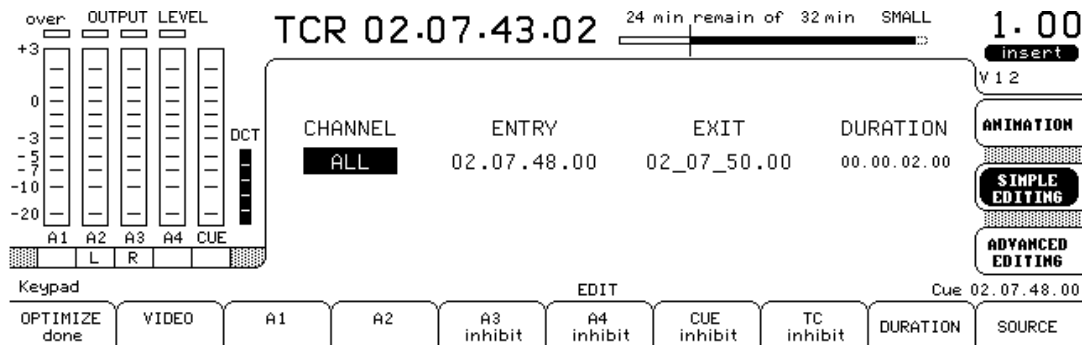 over OUTPUT LEVEL
TCR 02.07.43.02
24 min remain of 32 min SMALL
1.00
insert
V 1 2
+3
0
-3
-5
-7
-10
-20
DCT
A1 A2 A3 A4 CUE
L R
CHANNEL ENTRY EXIT DURATION
ALL 02.07.48.00 02_07_50.00 00.00.02.00
ANIMATION
SIMPLE
EDITING
ADVANCED
EDITING
Keypad EDIT Cue 02.07.48.00
OPTIMIZE
done
VIDEO
A1
A2
A3
inhibit
A4
inhibit
CUE
inhibit
TC
inhibit
DURATION
SOURCE